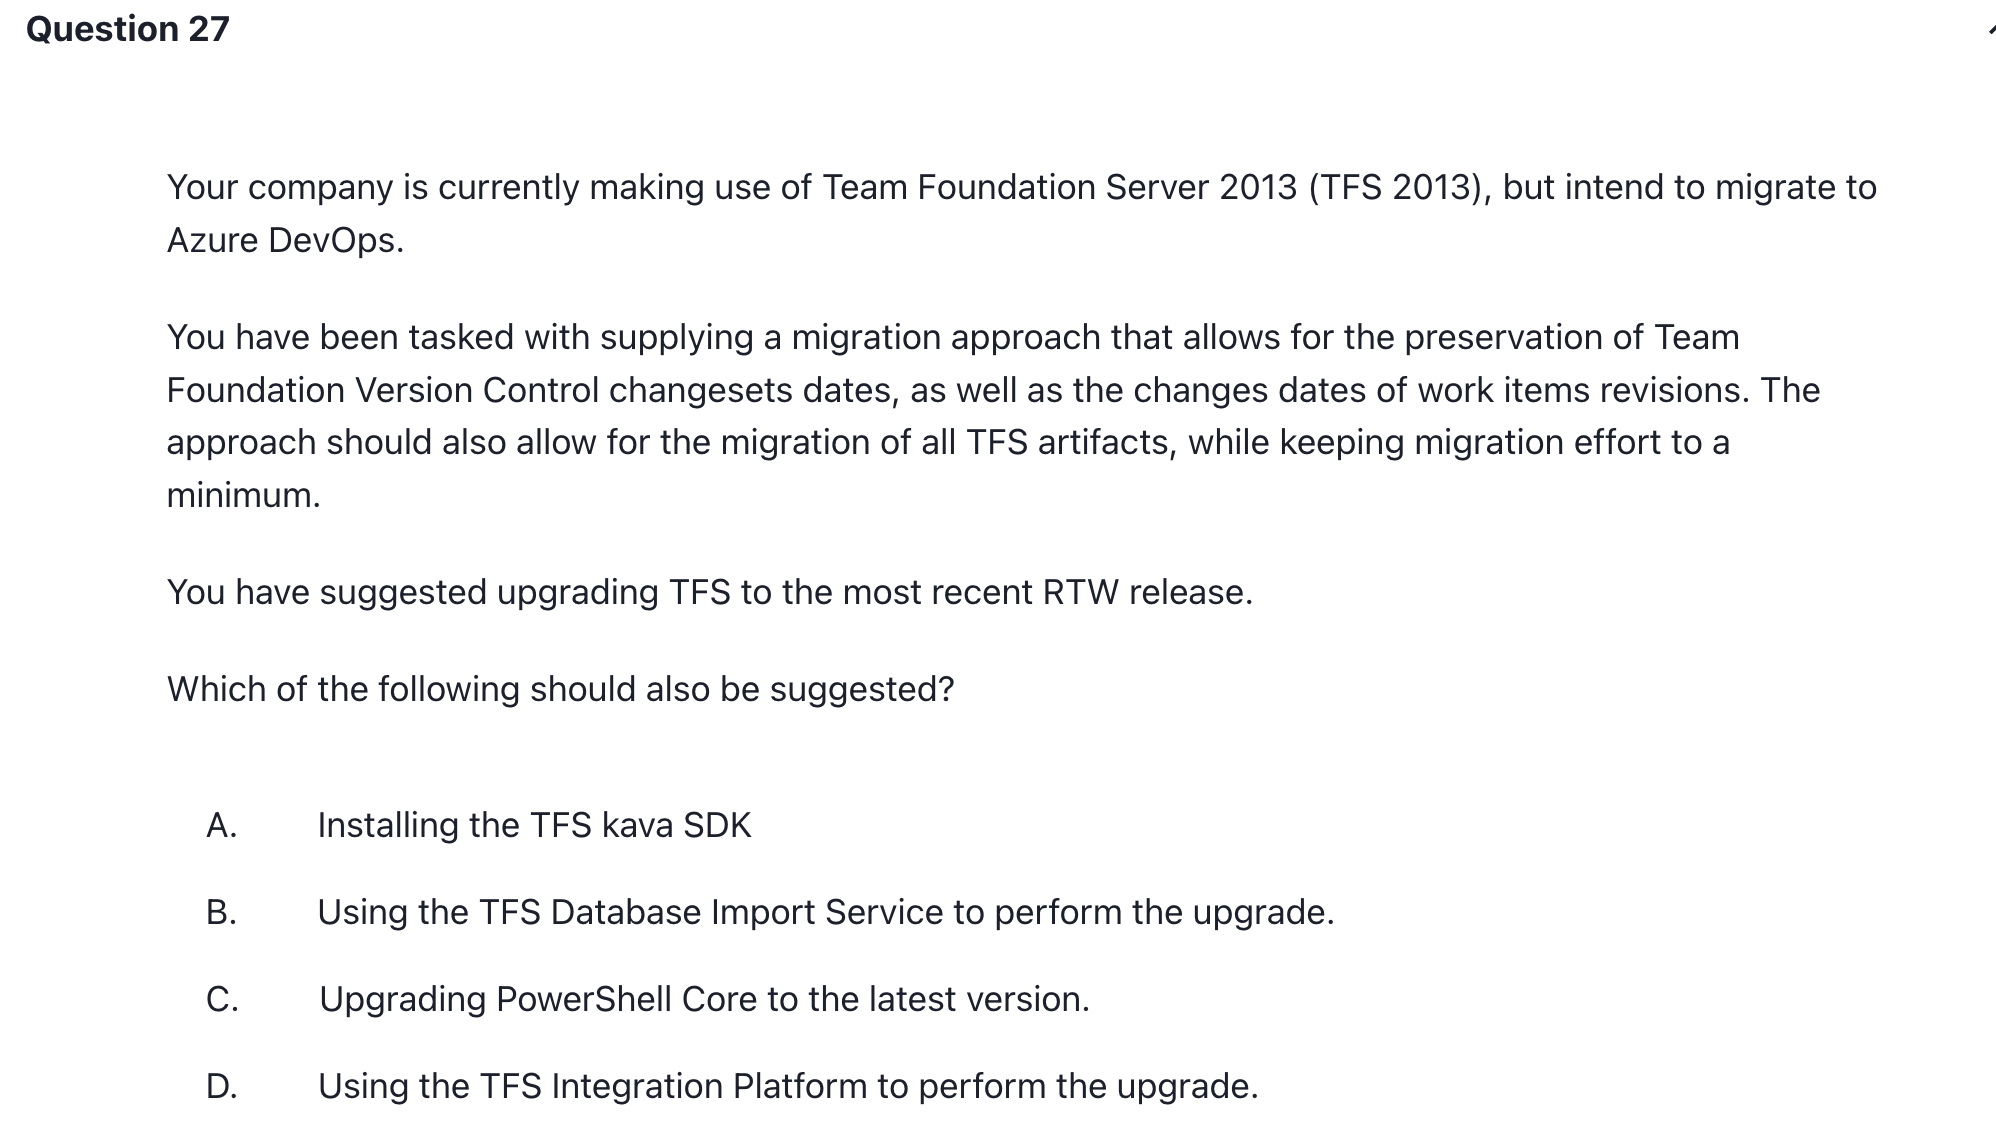 Question 27
Your company is currently making use of Team Foundation Server 2013 (TFS 2013), but intend to migrate to
Azure DevOps.
You have been tasked with supplying a migration approach that allows for the preservation of Team
Foundation Version Control changesets dates, as well as the changes dates of work items revisions. The
approach should also allow for the migration of all TFS artifacts, while keeping migration effort to a
minimum.
You have suggested upgrading TFS to the most recent RTW release.
Which of the following should also be suggested?
A. Installing the TFS kava SDK
B. Using the TFS Database Import Service to perform the upgrade.
C. Upgrading PowerShell Core to the latest version.
D. Using the TFS Integration Platform to perform the upgrade.